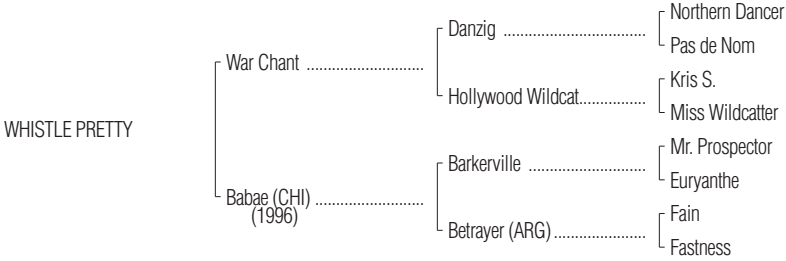 Northern Dancer
Danzig ................................
Pas de Nom
War Chant ..........................
Kris S.
Hollywood Wildcat...............
Miss Wildcatter
WHISTLE PRETTY
Mr. Prospector
Barkerville ..........................
Euryanthe
Babae (CHI) ........................
(1996)
Fain
Betrayer (ARG).....................
Fastness